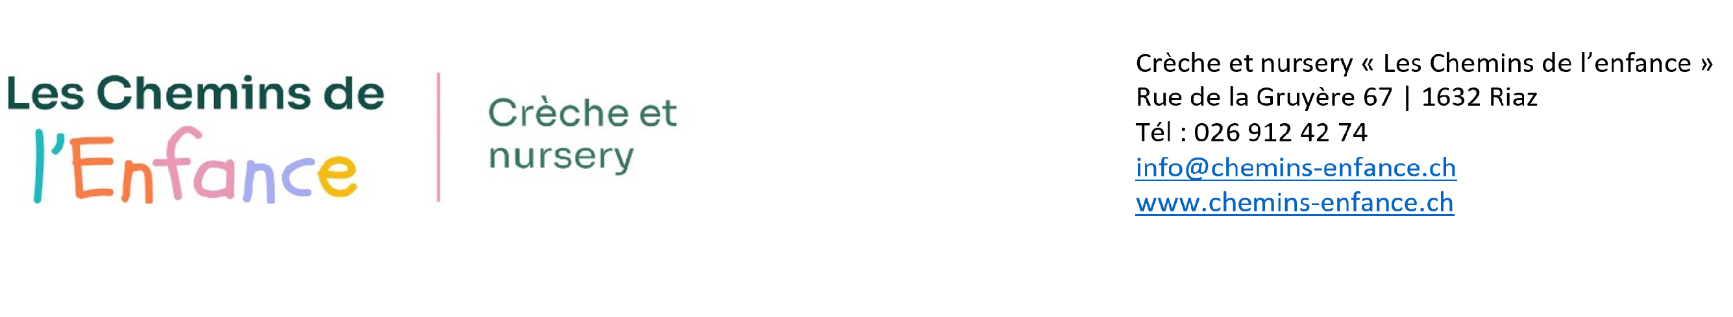 Les Chemins de
l'Enfance
Crèche et
nursery
Crèche et nursery « Les Chemins de l’enfance »
Rue de la Gruyère 67 | 1632 Riaz
Tél : 026 912 42 74
info@chemins-enfance.ch
www.chemins-enfance.ch